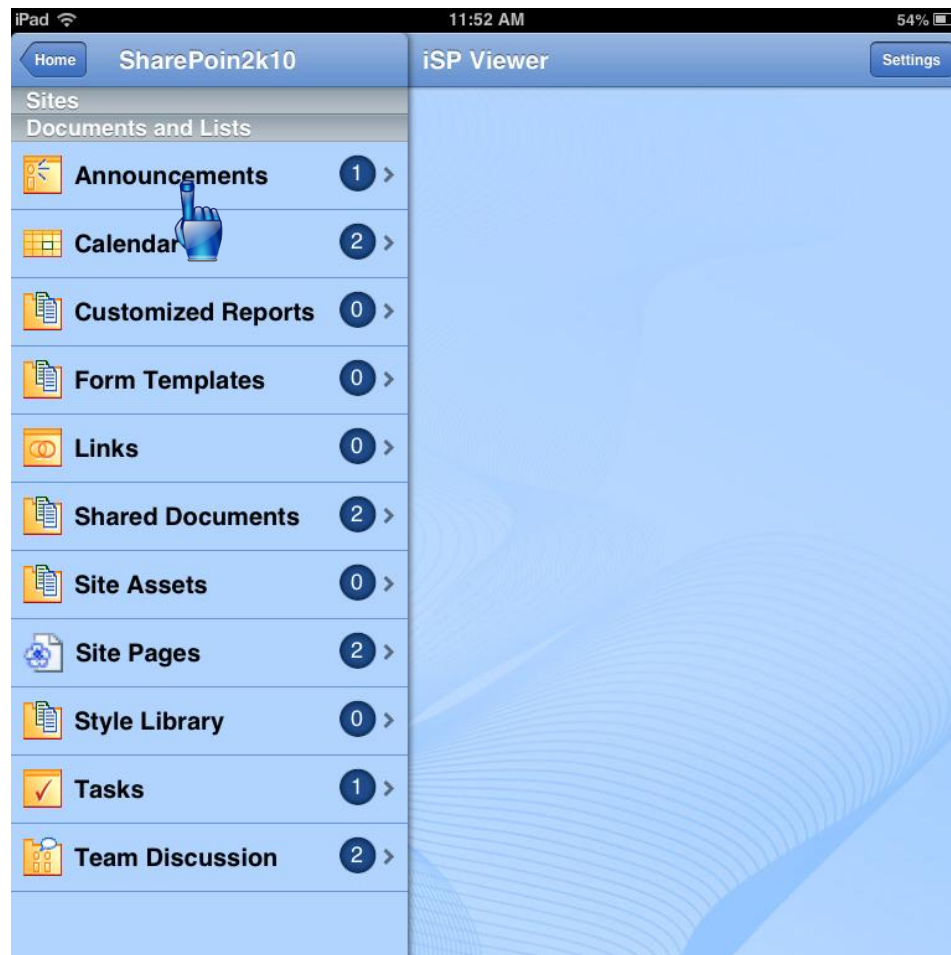 iPad 11:52 AM 54%
Home SharePoin2k10 iSP Viewer Settings
Sites
Documents and Lists
Announcements 1
Calendar 2
Customized Reports 0
Form Templates 0
Links 0
Shared Documents 2
Site Assets 0
Site Pages 2
Style Library 0
Tasks 1
Team Discussion 2